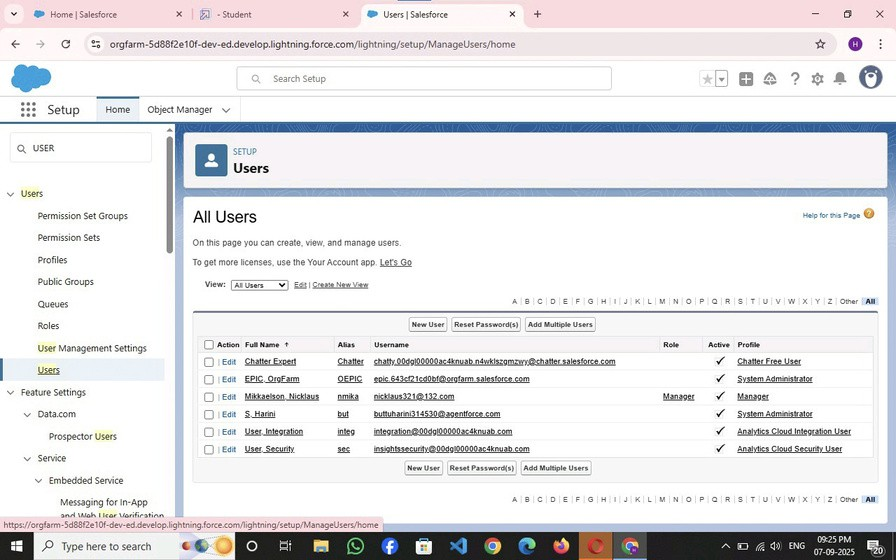 Home | Salesforce
- Student
Users | Salesforce
orgfarm-5d88f2e10f-dev-ed.develop.lightning.force.com/lightning/setup/ManageUsers/home
H
Search Setup
Setup
Home
Object Manager
USER
Users
Permission Set Groups
Permission Sets
Profiles
Public Groups
Queues
Roles
User Management Settings
Users
Feature Settings
Data.com
Prospector Users
Service
Embedded Service
Messaging for In-App
and Web User Verification
SETUP
Users
All Users
Help for this Page
On this page you can create, view, and manage users.
To get more licenses, use the Your Account app. Let's Go
View: All Users Edit | Create New View
A | B | C | D | E | F | G | H | I | J | K | L | M | N | O | P | Q | R | S | T | U | V | W | X | Y | Z | Other All
New User Reset Password(s) Add Multiple Users
Action Full Name ↑ Alias Username Role Active Profile
| Edit Chatter Expert Chatter chatty.00dgl00000ac4knuab.n4wklszgmzwy@chatter.salesforce.com Chatter Free User
| Edit EPIC, OrgFarm OEPIC epic.643cf21cd0bf@orgfarm.salesforce.com System Administrator
| Edit Mikkaelson, Nicklaus nmika nicklaus321@132.com Manager Manager
| Edit S, Harini but buttuharini314530@agentforce.com System Administrator
| Edit User, Integration integ integration@00dgl00000ac4knuab.com Analytics Cloud Integration User
| Edit User, Security sec insightssecurity@00dgl00000ac4knuab.com Analytics Cloud Security User
New User Reset Password(s) Add Multiple Users
A | B | C | D | E | F | G | H | I | J | K | L | M | N | O | P | Q | R | S | T | U | V | W | X | Y | Z | Other All
https://orgfarm-5d88f2e10f-dev-ed.develop.lightning.force.com/lightning/setup/ManageUsers/home
Type here to search
ENG
09:25 PM
07-09-2025
20